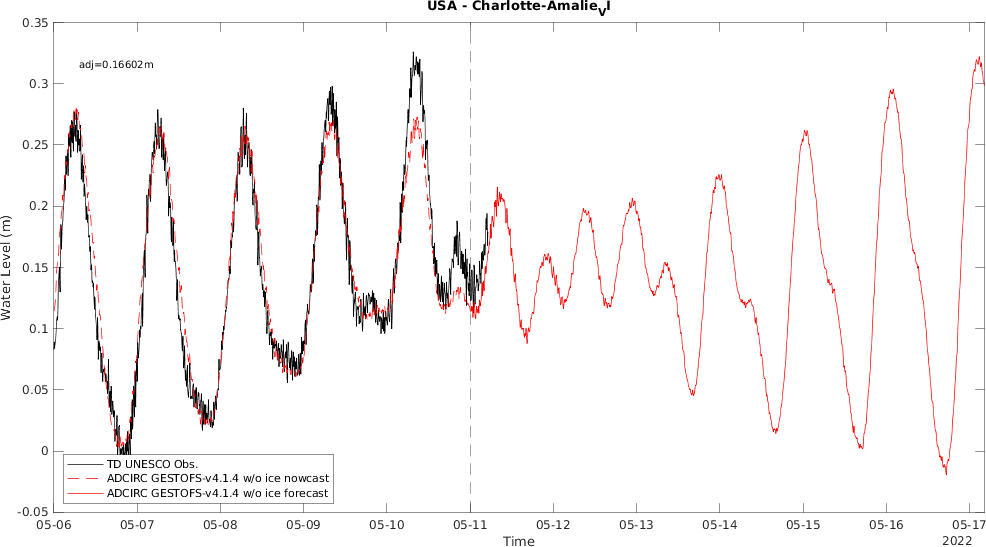 USA - Charlotte-AmalieVI
0.35
adj=0.16602m
0.3
0.25
0.2
0.15
0.1
0.05
0
-0.05
Water Level (m)
TD UNESCO Obs.
ADCIRC GESTOFS-v4.1.4 w/o ice nowcast
ADCIRC GESTOFS-v4.1.4 w/o ice forecast
05-06 05-07 05-08 05-09 05-10 05-11 05-12 05-13 05-14 05-15 05-16 05-17
Time
2022